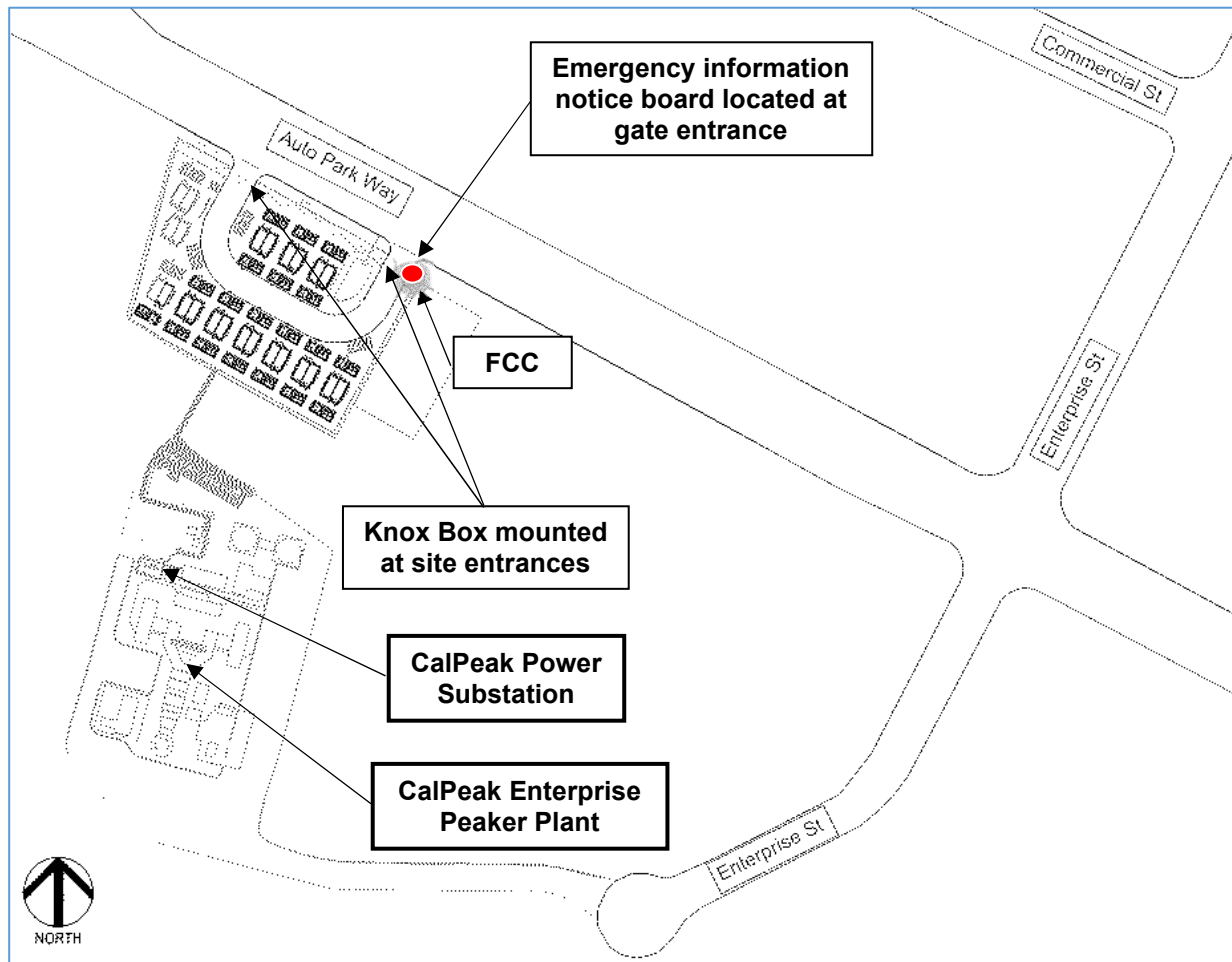 Commercial St
Emergency information
notice board located at
gate entrance
Auto Park Way
FCC
Enterprise St
Knox Box mounted
at site entrances
CalPeak Power
Substation
CalPeak Enterprise
Peaker Plant
Enterprise St
NORTH